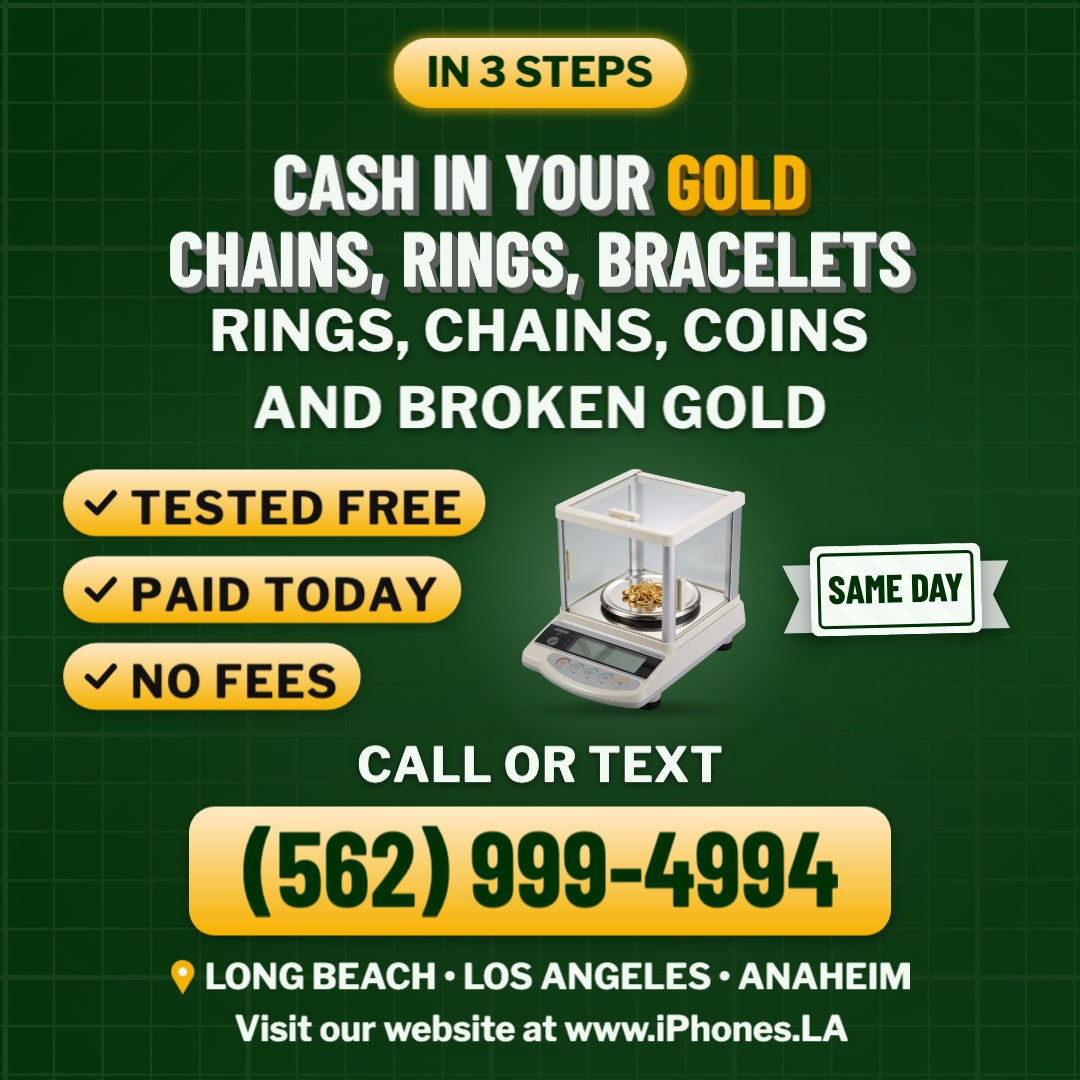 IN 3 STEPS
CASH IN YOUR GOLD
CHAINS, RINGS, BRACELETS
RINGS, CHAINS, COINS
AND BROKEN GOLD
TESTED FREE
PAID TODAY
NO FEES
SAME DAY
CALL OR TEXT
(562) 999-4994
LONG BEACH • LOS ANGELES • ANAHEIM
Visit our website at www.iPhones.LA